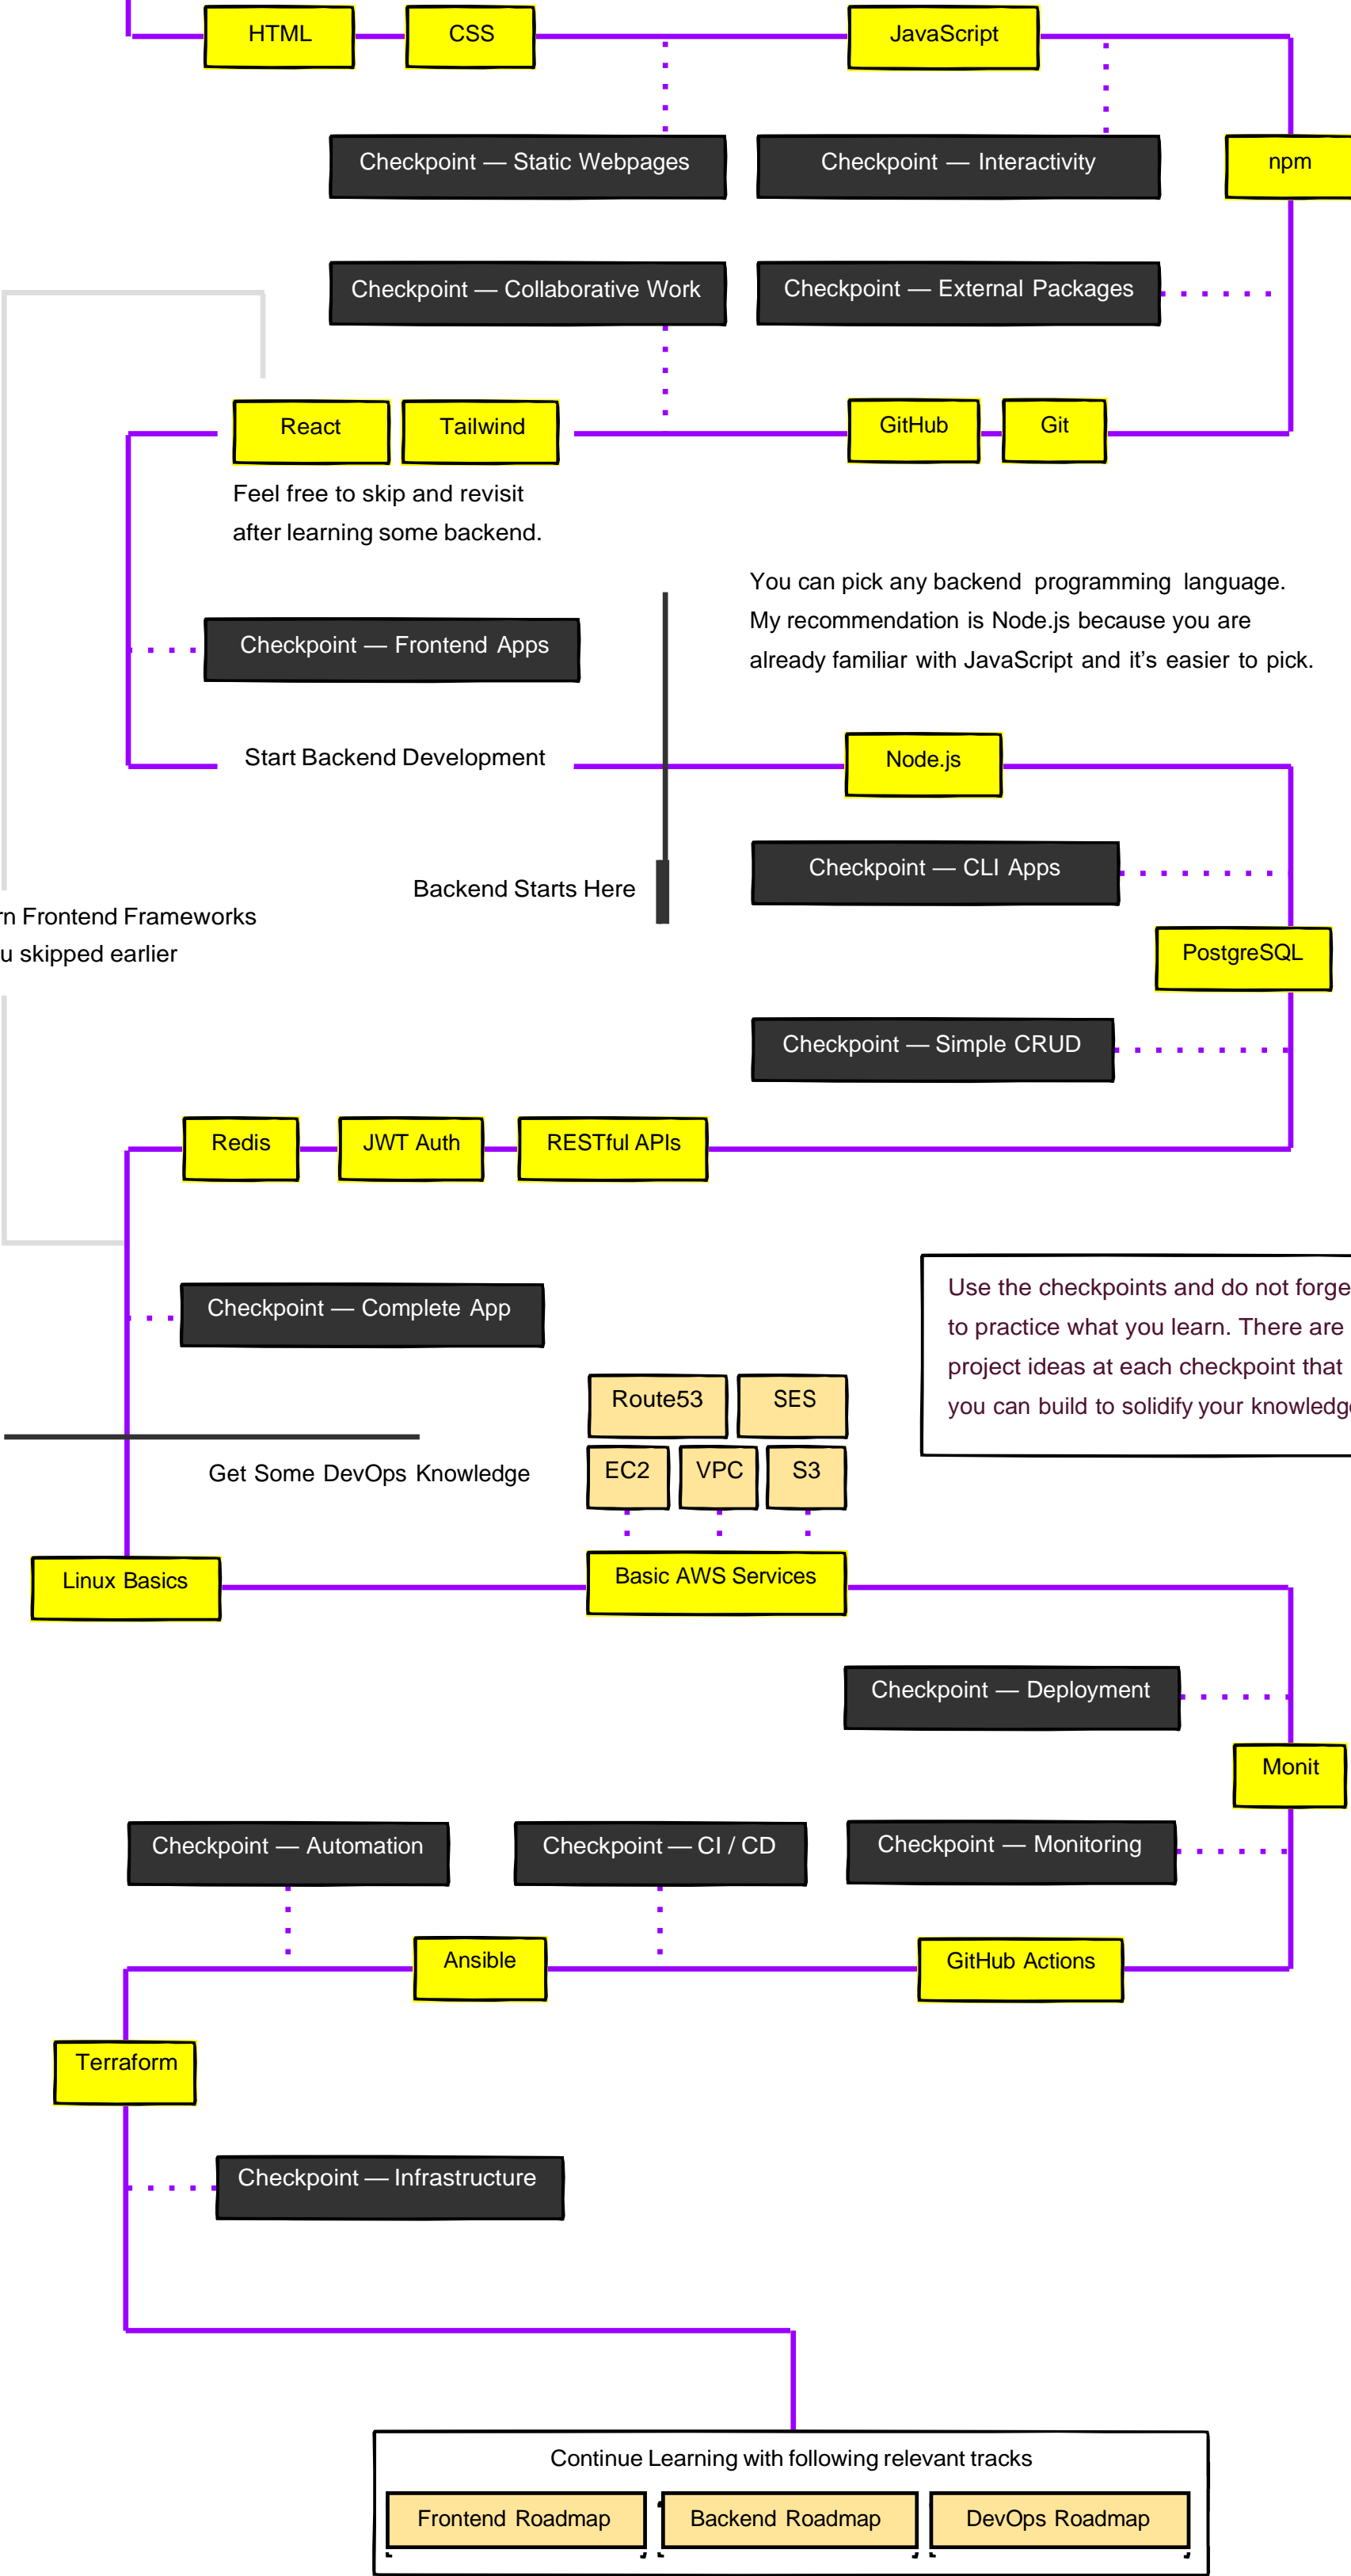 HTML
CSS
JavaScript
Checkpoint — Static Webpages
Checkpoint — Interactivity
npm
Checkpoint — Collaborative Work
Checkpoint — External Packages
React
Tailwind
GitHub
Git
Feel free to skip and revisit
after learning some backend.
You can pick any backend programming language.
My recommendation is Node.js because you are
already familiar with JavaScript and it's easier to pick.
Checkpoint — Frontend Apps
Start Backend Development
Node.js
Checkpoint — CLI Apps
Backend Starts Here
rn Frontend Frameworks
u skipped earlier
PostgreSQL
Checkpoint — Simple CRUD
Redis
JWT Auth
RESTful APIs
Use the checkpoints and do not forge
to practice what you learn. There are
project ideas at each checkpoint that
you can build to solidify your knowledg
Checkpoint — Complete App
Route53
SES
EC2
VPC
S3
Get Some DevOps Knowledge
Linux Basics
Basic AWS Services
Checkpoint — Deployment
Monit
Checkpoint — Automation
Checkpoint — CI / CD
Checkpoint — Monitoring
Ansible
GitHub Actions
Terraform
Checkpoint — Infrastructure
Continue Learning with following relevant tracks
Frontend Roadmap
Backend Roadmap
DevOps Roadmap